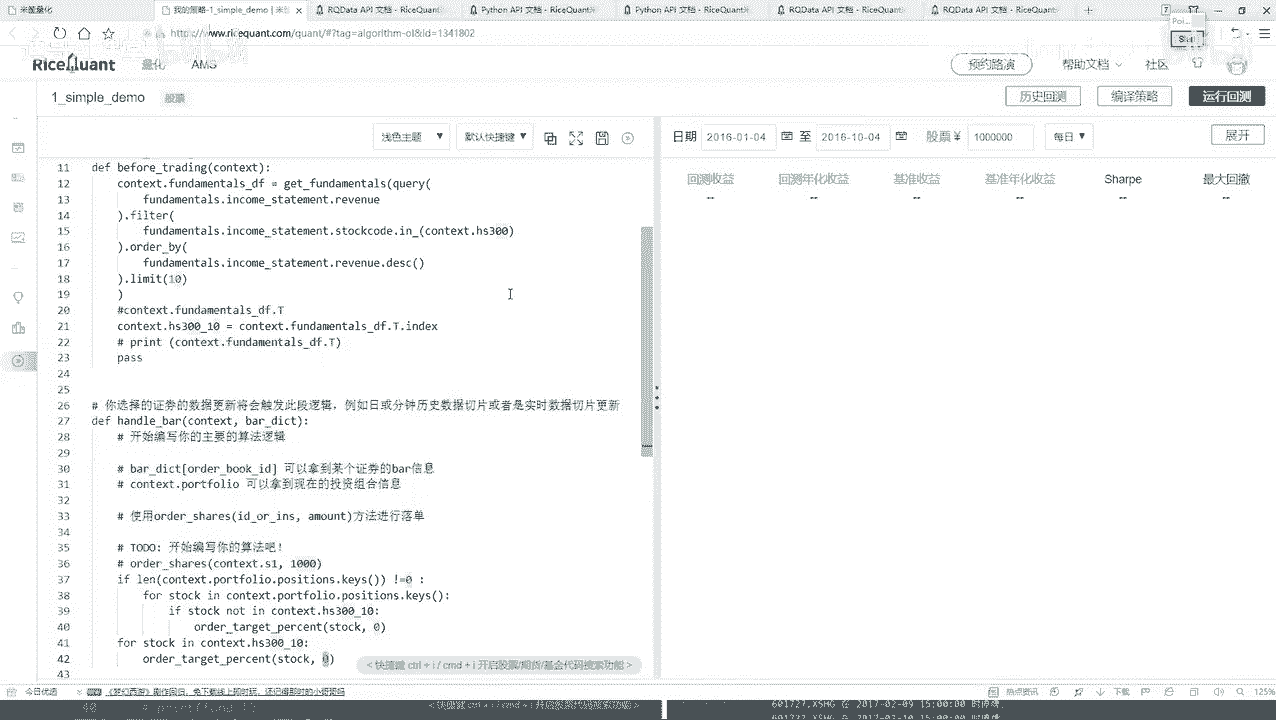 米筐量化
我的策略-1_simple_demo | 米
RQData API 文档 - RiceQuant
Python API 文档 - RiceQuant
Python API 文档 - RiceQuant
RQData API 文档 - RiceQuant
RQData API 文档 - RiceQuant
http://www.ricequant.com/quant/#?tag=algorithm-ol&id=1341802
RiceQuant 量化 AMS 预约路演 帮助文档 社区
1_simple_demo 股票 历史回测 编译策略 运行回测
浅色主题 默认快捷键 日期 2016-01-04 至 2016-10-04 股票 ¥ 1000000 每日 展开
回测收益 回测年化收益 基准收益 基准年化收益 Sharpe 最大回撤
-- -- -- -- -- --
11 def before_trading(context):
12 context.fundamentals_df = get_fundamentals(query(
13 fundamentals.income_statement.revenue
14 ).filter(
15 fundamentals.income_statement.stockcode.in_(context.hs300)
16 ).order_by(
17 fundamentals.income_statement.revenue.desc()
18 ).limit(10)
19 )
20 #context.fundamentals_df.T
21 context.hs300_10 = context.fundamentals_df.T.index
22 # print (context.fundamentals_df.T)
23 pass
24
25
26 # 你选择的证券的数据更新将会触发此段逻辑，例如日或分钟历史数据切片或者是实时数据切片更新
27 def handle_bar(context, bar_dict):
28 # 开始编写你的主要的算法逻辑
29
30 # bar_dict[order_book_id] 可以拿到某个证券的bar信息
31 # context.portfolio 可以拿到现在的投资组合信息
32
33 # 使用order_shares(id_or_ins, amount)方法进行落单
34
35 # TODO: 开始编写你的算法吧！
36 # order_shares(context.s1, 1000)
37 if len(context.portfolio.positions.keys()) !=0 :
38 for stock in context.portfolio.positions.keys():
39 if stock not in context.hs300_10:
40 order_target_percent(stock, 0)
41 for stock in context.hs300_10:
42 order_target_percent(stock, 0)
<快捷键 ctrl + i / cmd + i 开启股票/期货/基金代码搜索功能 >
43
今日优选 热点资讯 下载 125%
601727.XSHG 在 2017-02-09 15:00:00 时停牌.